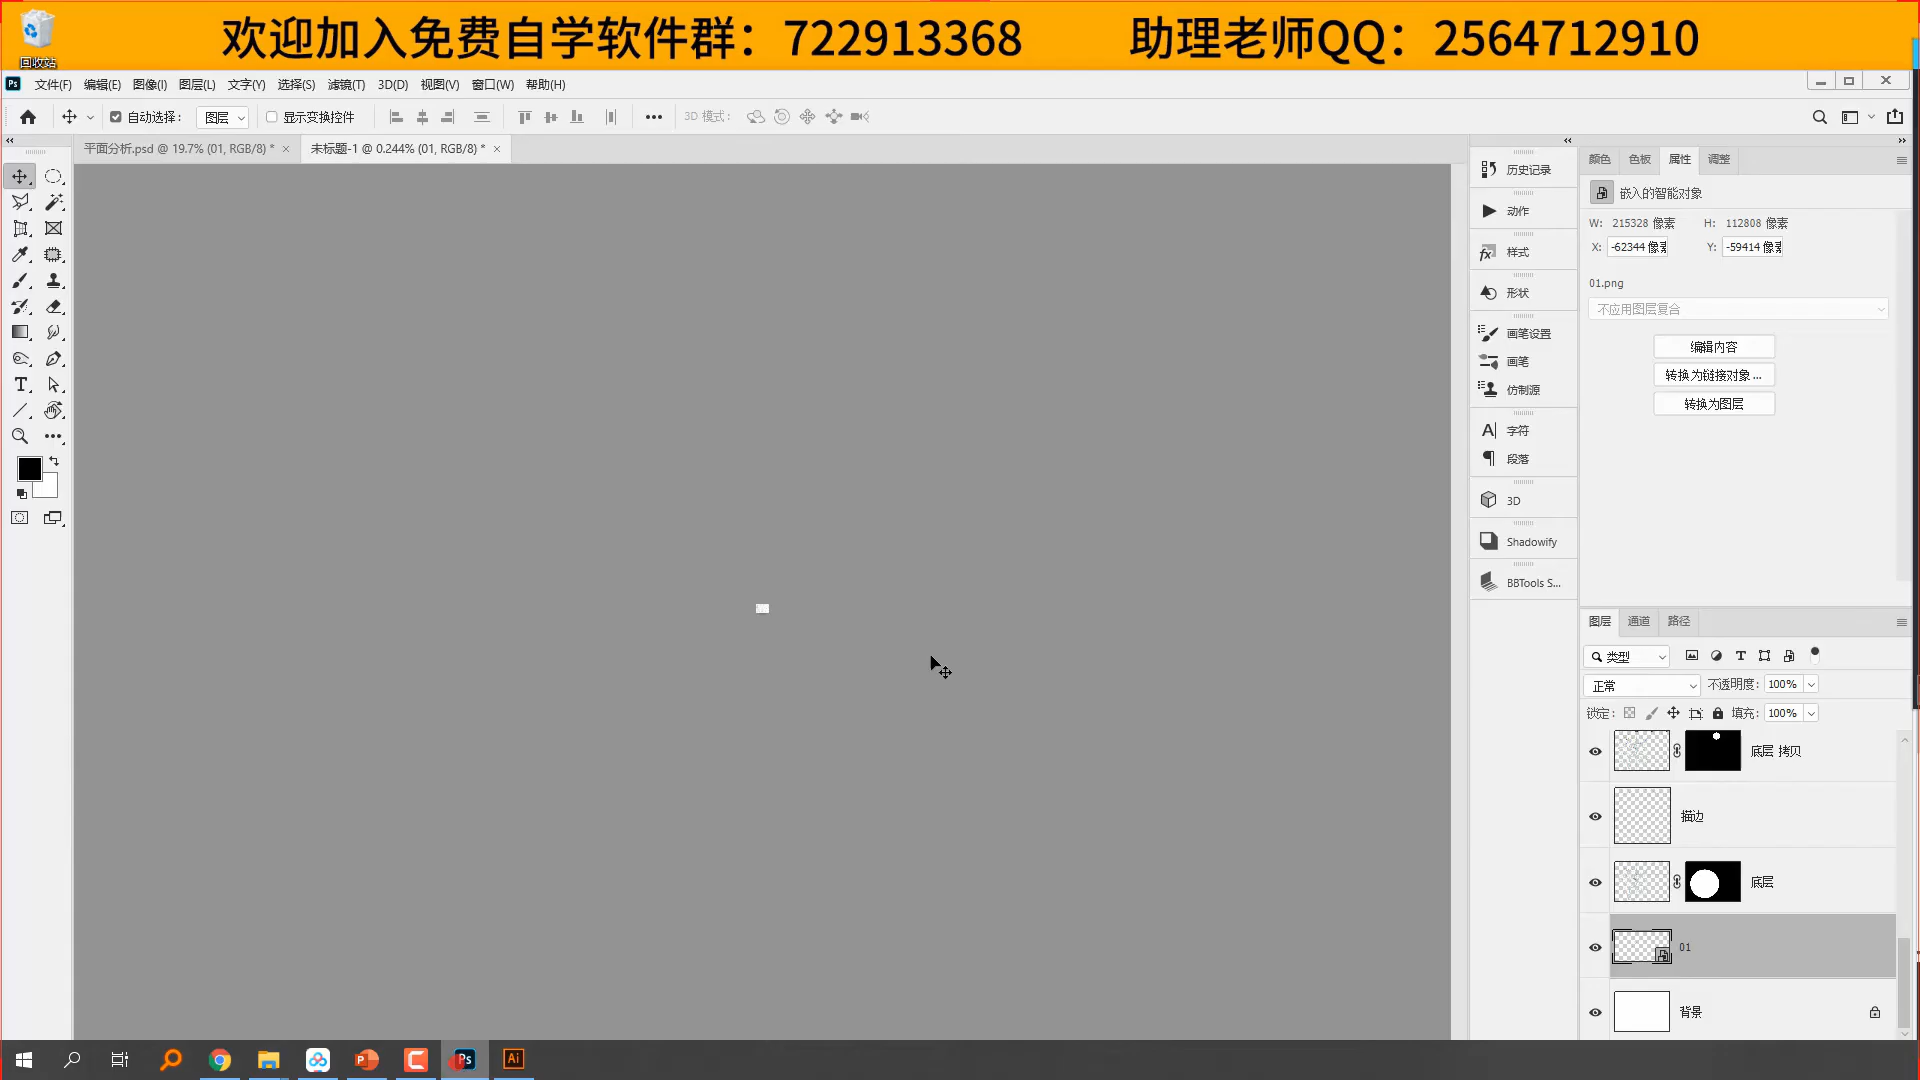 欢迎加入免费自学软件群：722913368 助理老师QQ：2564712910
回收站
Ps 文件(F) 编辑(E) 图像(I) 图层(L) 文字(Y) 选择(S) 滤镜(T) 3D(D) 视图(V) 窗口(W) 帮助(H)
自动选择： 图层 显示变换控件 3D 模式：
平面分析.psd @ 19.7% (01, RGB/8) * × 未标题-1 @ 0.244% (01, RGB/8) * ×
历史记录
动作
样式
形状
画笔设置
画笔
仿制源
字符
段落
3D
Shadowify
BBTools S...
颜色 色板 属性 调整
嵌入的智能对象
W: 215328 像素 H: 112808 像素
X: -62344 像素 Y: -59414 像素
01.png
不应用图层复合
编辑内容
转换为链接对象...
转换为图层
图层 通道 路径
类型
正常 不透明度: 100%
锁定: 填充: 100%
底层 拷贝
描边
底层
01
背景
Ps Ai